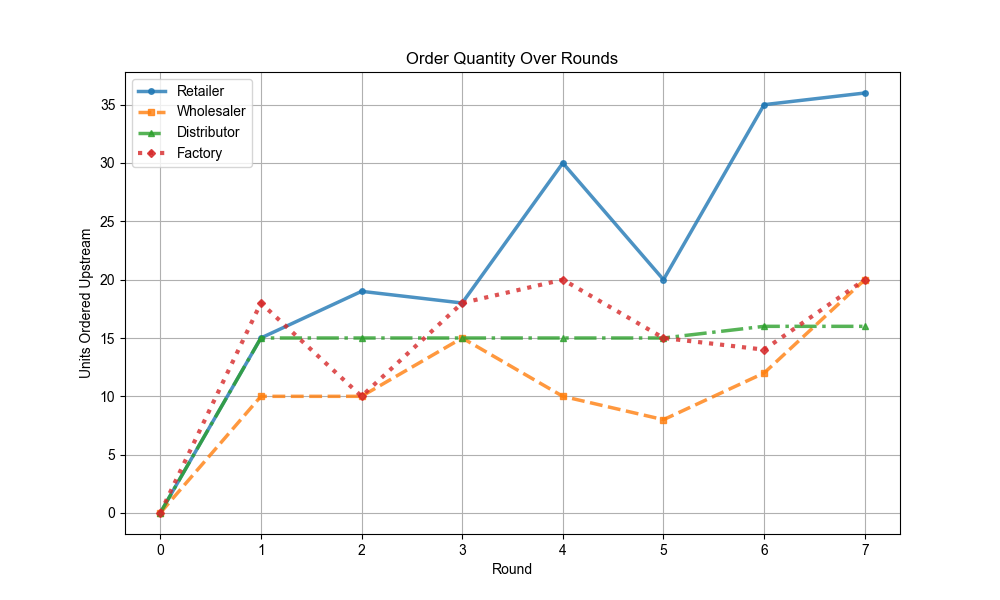 Order Quantity Over Rounds
Retailer
Wholesaler
Distributor
Factory
Units Ordered Upstream
35
30
25
20
15
10
5
0
0 1 2 3 4 5 6 7
Round